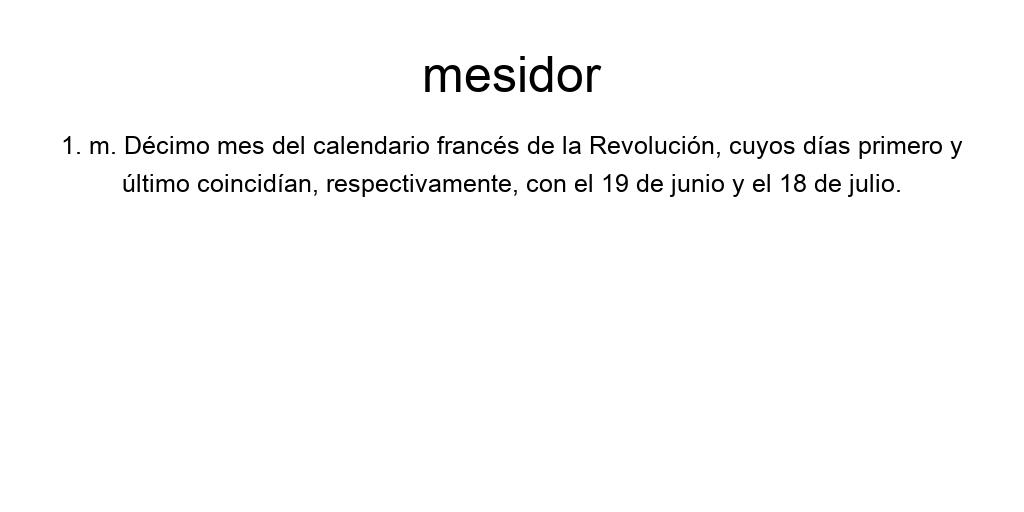 mesidor
1. m. Décimo mes del calendario francés de la Revolución, cuyos días primero y
último coincidían, respectivamente, con el 19 de junio y el 18 de julio.